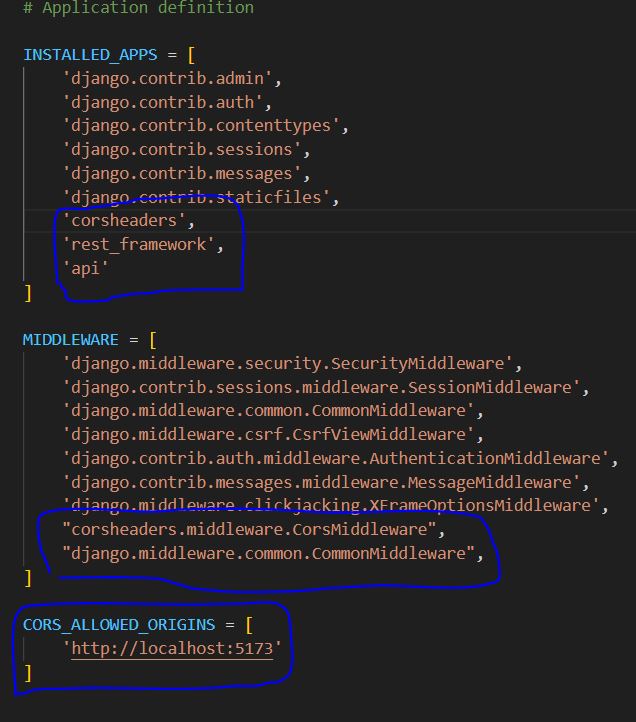 # Application definition
INSTALLED_APPS = [
'django.contrib.admin',
'django.contrib.auth',
'django.contrib.contenttypes',
'django.contrib.sessions',
'django.contrib.messages',
'django.contrib.staticfiles',
'corsheaders',
'rest_framework',
'api'
]
MIDDLEWARE = [
'django.middleware.security.SecurityMiddleware',
'django.contrib.sessions.middleware.SessionMiddleware',
'django.middleware.common.CommonMiddleware',
'django.middleware.csrf.CsrfViewMiddleware',
'django.contrib.auth.middleware.AuthenticationMiddleware',
'django.contrib.messages.middleware.MessageMiddleware',
'django.middleware.clickjacking.XFrameOptionsMiddleware',
"corsheaders.middleware.CorsMiddleware",
"django.middleware.common.CommonMiddleware",
]
CORS_ALLOWED_ORIGINS = [
'http://localhost:5173'
]